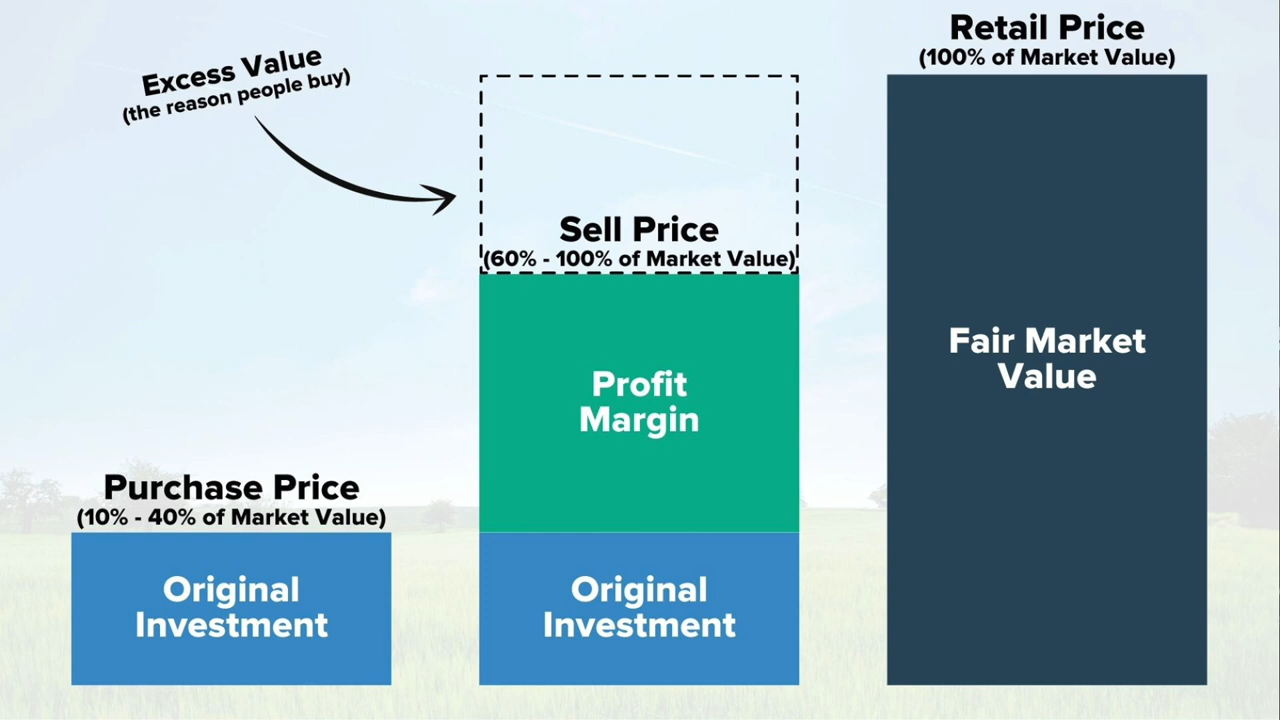 Excess Value
(the reason people buy)
Purchase Price
(10% - 40% of Market Value)
Original
Investment
Sell Price
(60% - 100% of Market Value)
Profit
Margin
Original
Investment
Retail Price
(100% of Market Value)
Fair Market
Value